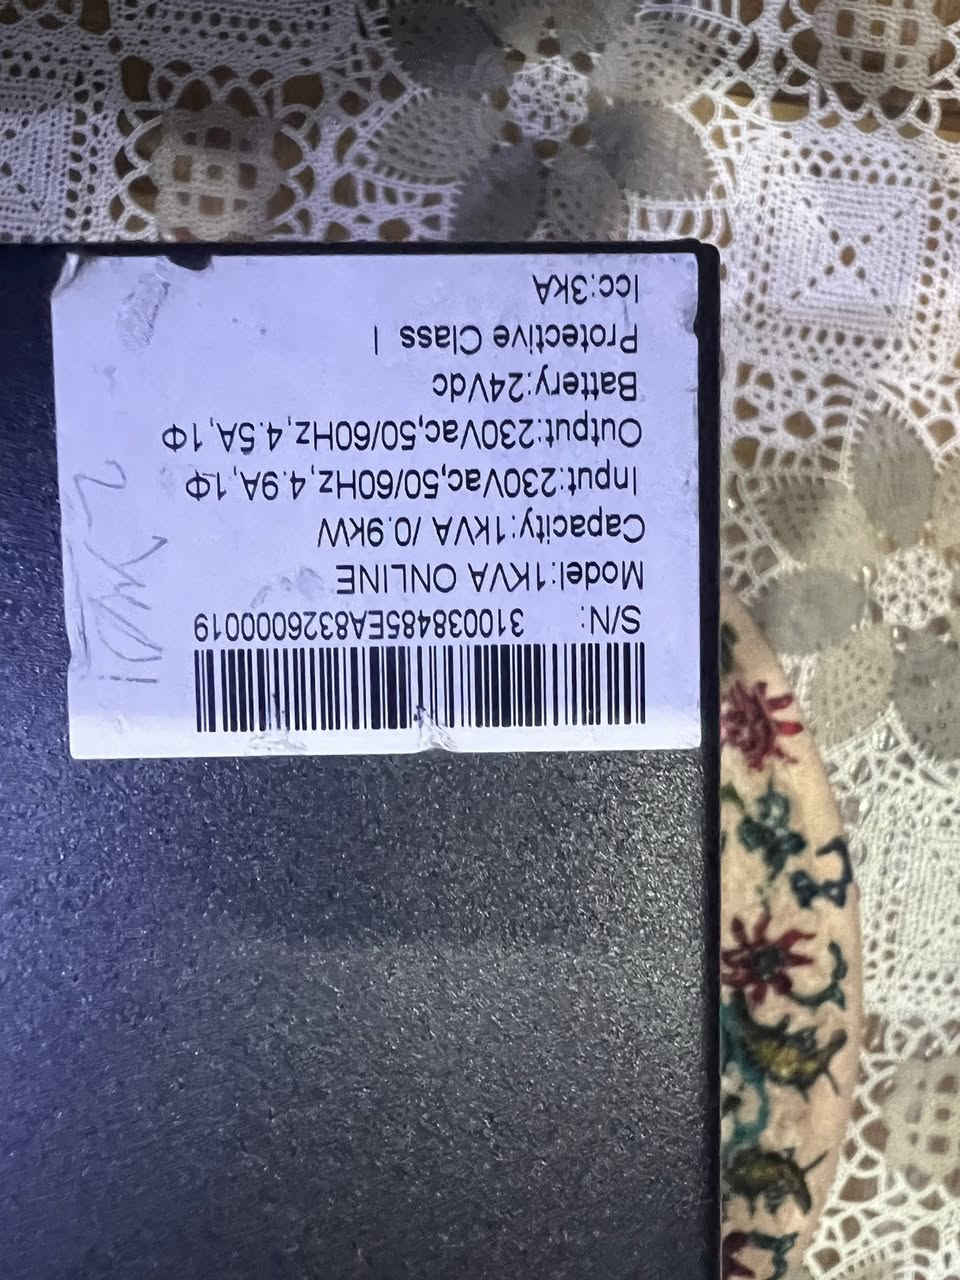 S/N: 310038485EA832600019
Model:1KVA ONLINE
Capacity:1KVA /0.9kW
Input:230Vac,50/60Hz, 4.9A, 1Φ
Output:230Vac,50/60Hz, 4.5A, 1Φ
Battery:24Vdc
Protective Class I
Icc:3kA